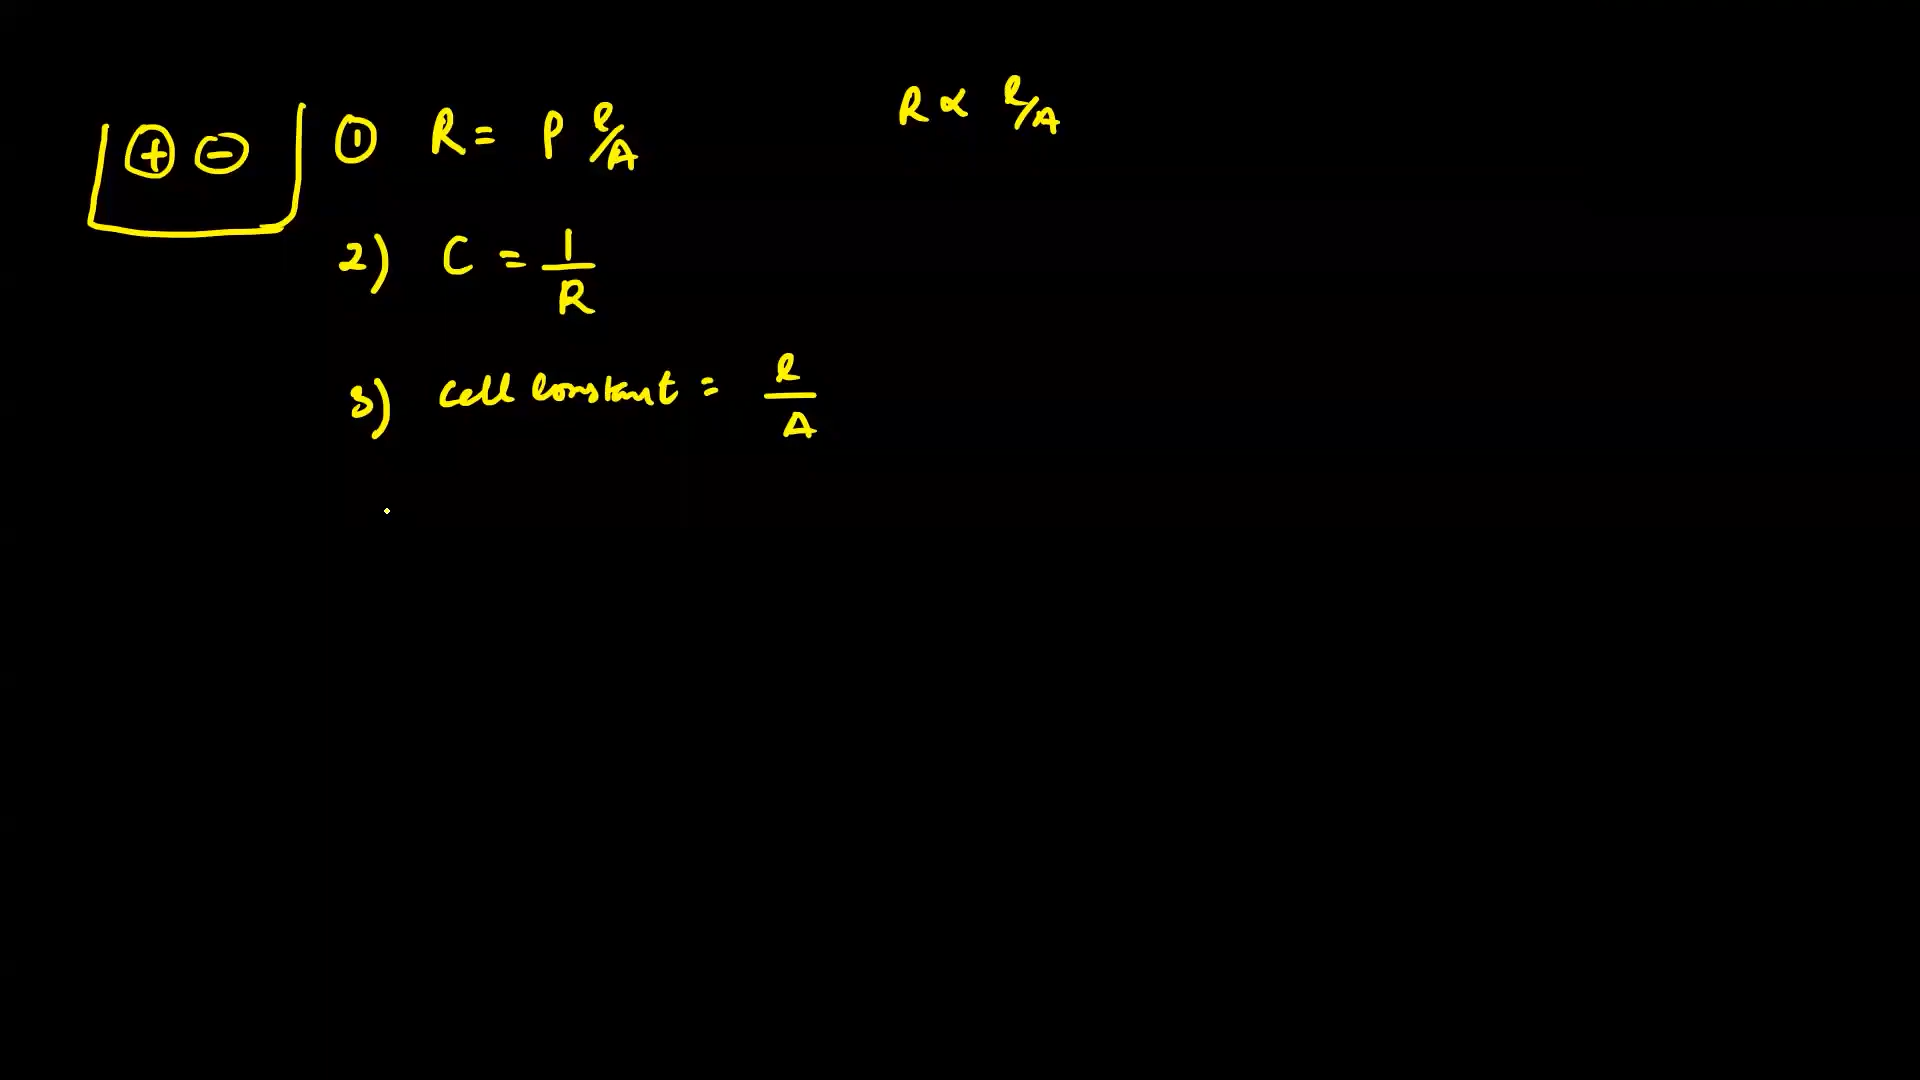 ⊕ ⊖
① R = ρ l/A
R ∝ l/A
2) C = 1/R
3) Cell constant = l/A